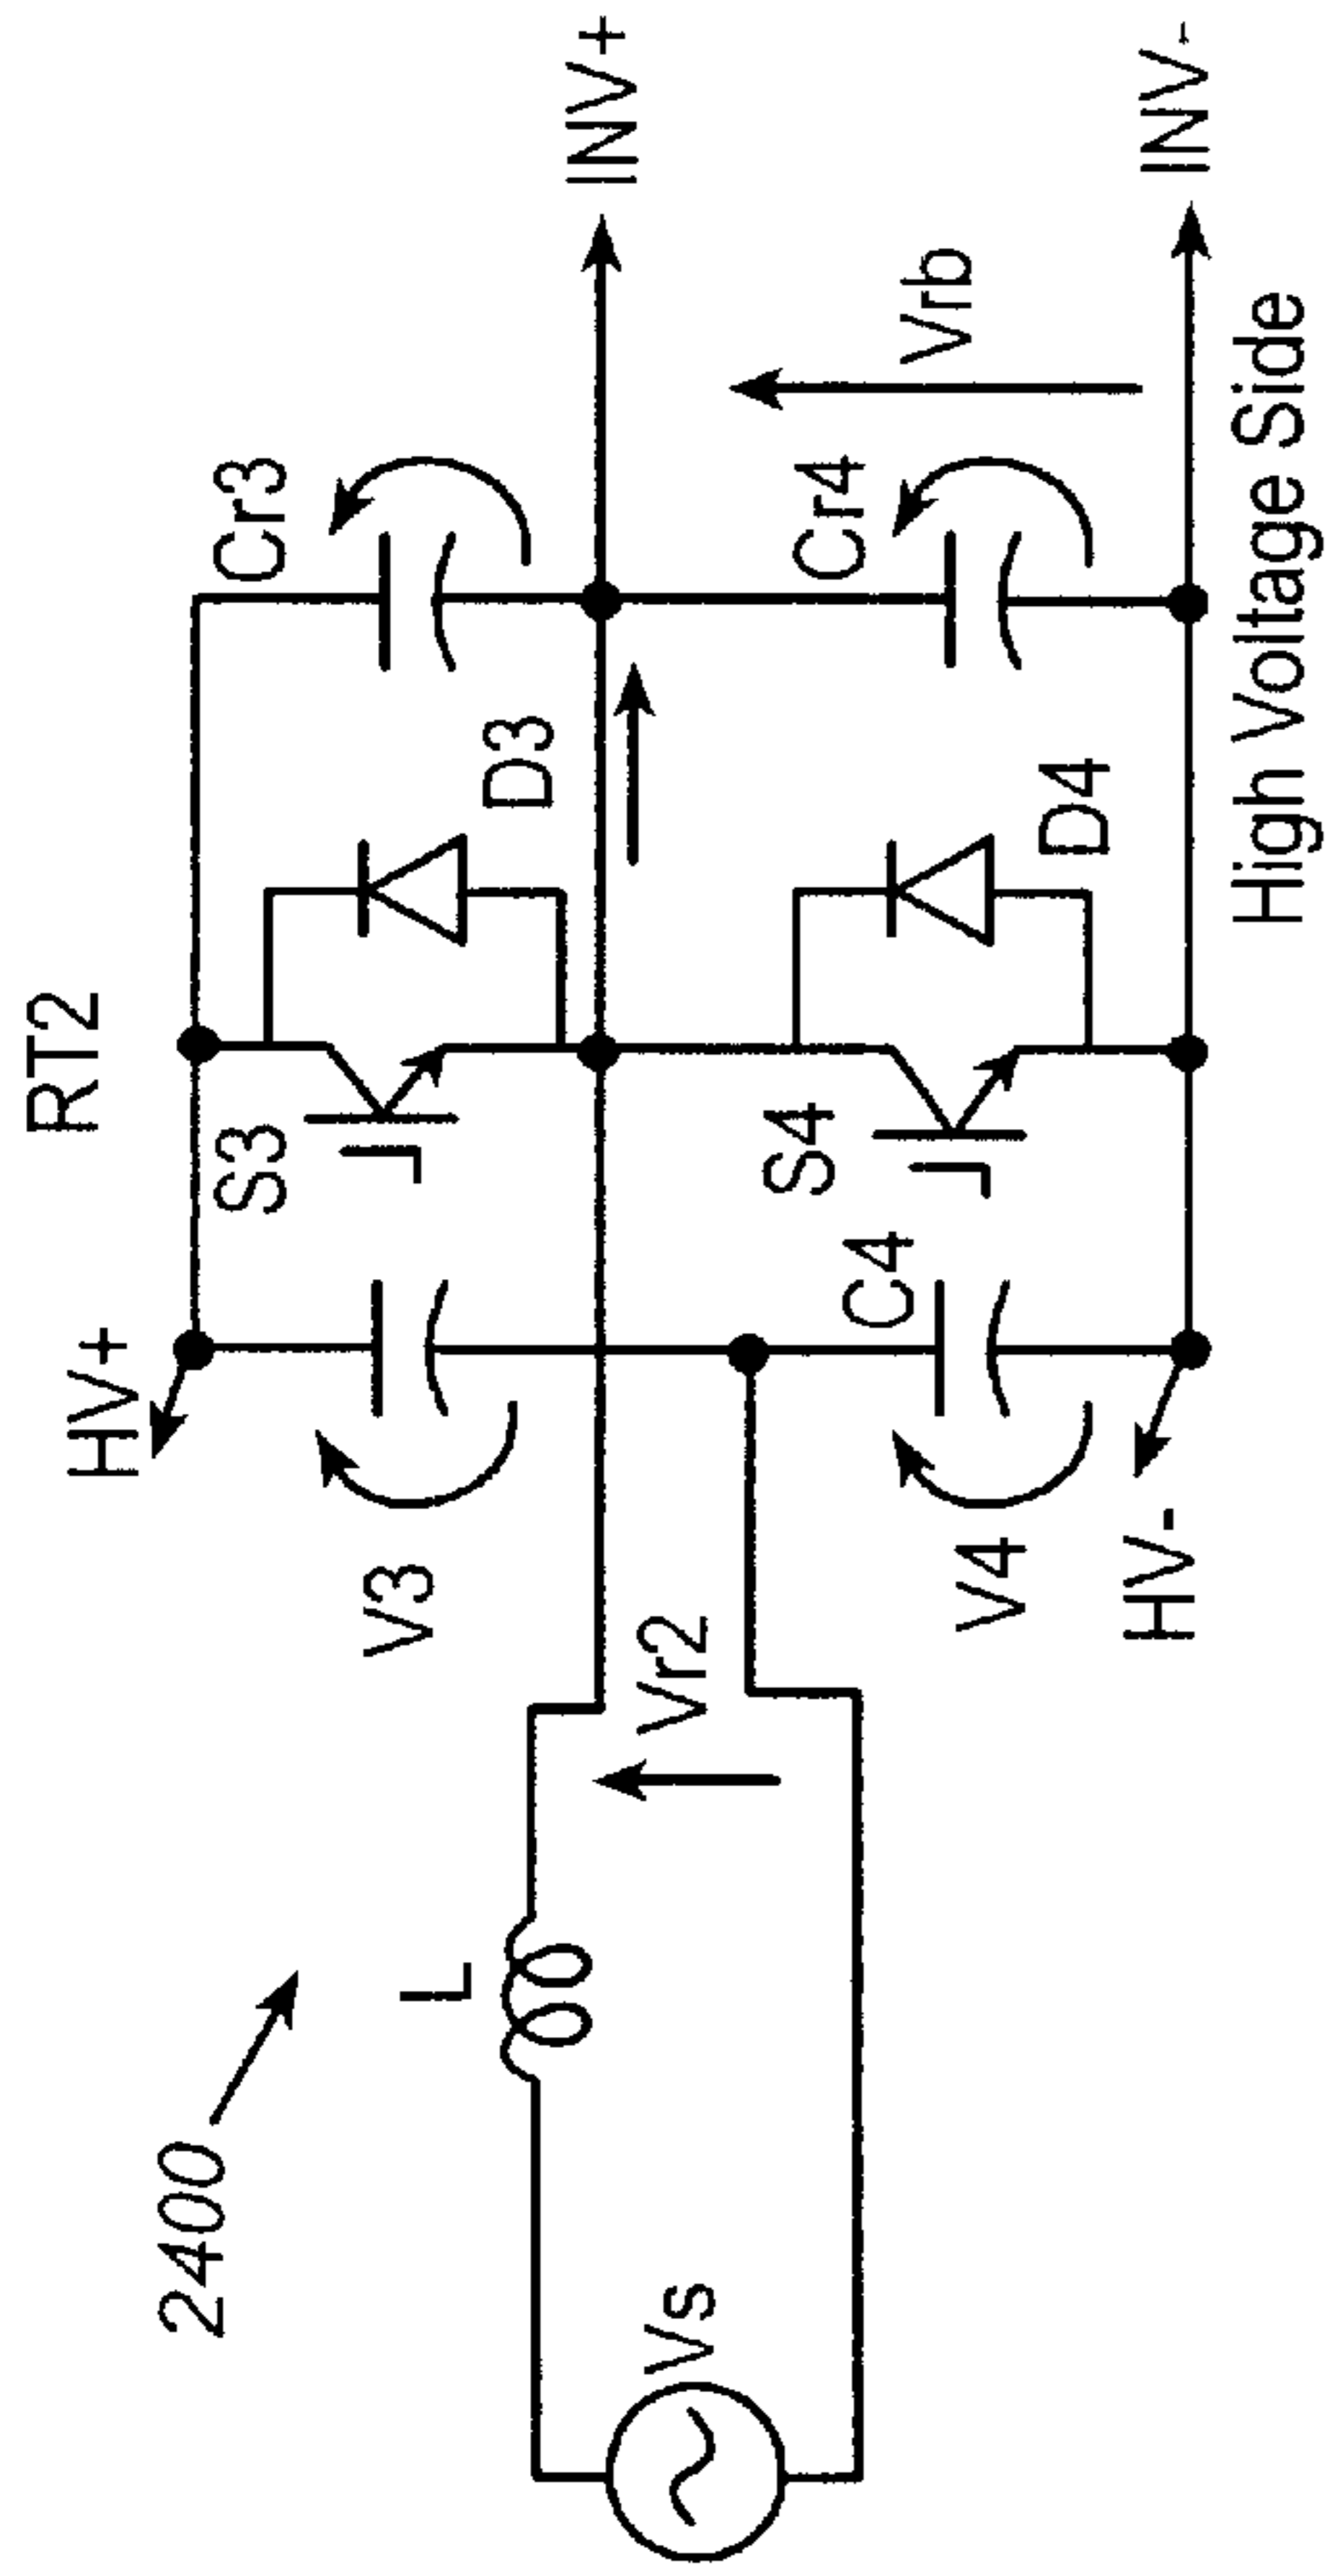 2400
RT2
HV+
S3
Cr3
V3
D3
INV+
L
Vr2
Vs
S4
C4
Cr4
Vrb
V4
D4
HV-
INV-
High Voltage Side